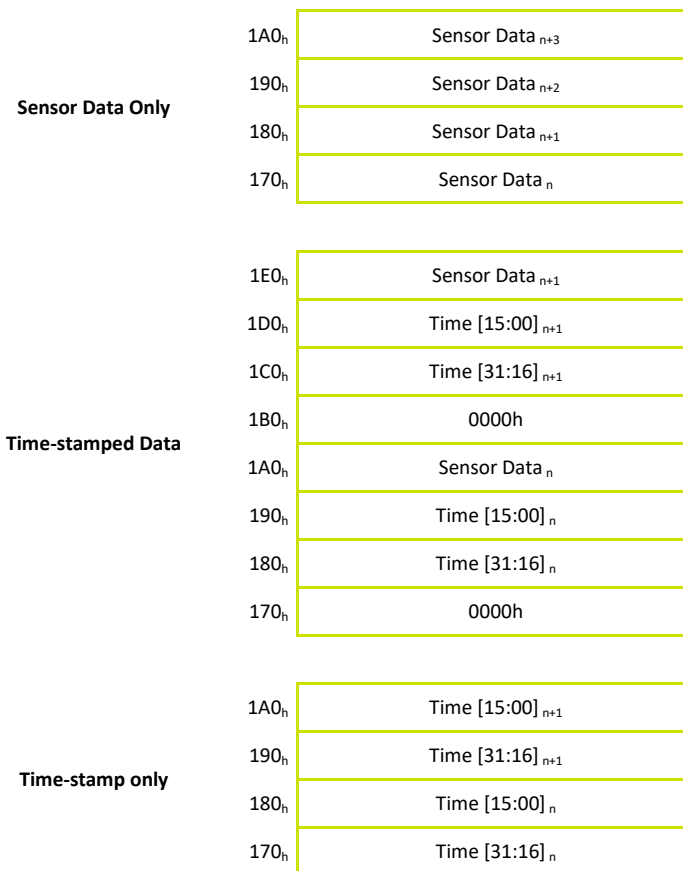 1A0h Sensor Data n+3
190h Sensor Data n+2
Sensor Data Only
180h Sensor Data n+1
170h Sensor Data n
1E0h Sensor Data n+1
1D0h Time [15:00] n+1
1C0h Time [31:16] n+1
1B0h 0000h
Time-stamped Data
1A0h Sensor Data n
190h Time [15:00] n
180h Time [31:16] n
170h 0000h
1A0h Time [15:00] n+1
190h Time [31:16] n+1
Time-stamp only
180h Time [15:00] n
170h Time [31:16] n